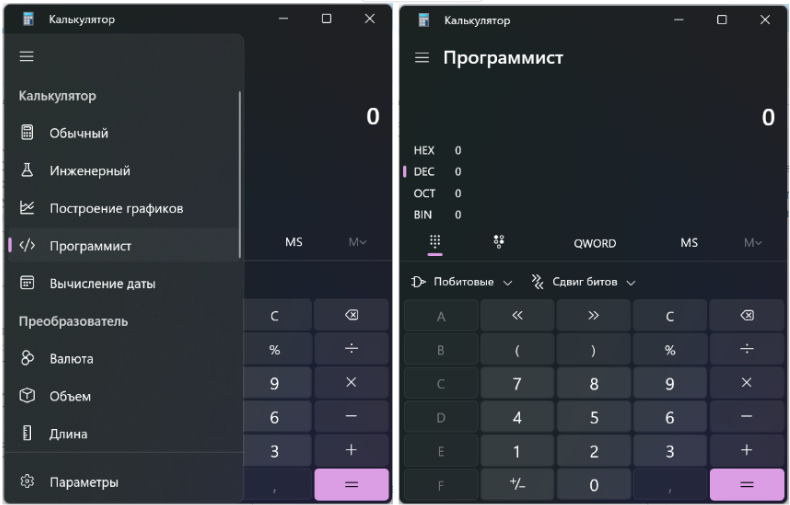 Калькулятор
Калькулятор
Обычный
Инженерный
Построение графиков
Программист
Вычисление даты
Преобразователь
Валюта
Объем
Длина
Параметры
0
MS
M
C
%
÷
9
×
6
−
3
+
,
=
Калькулятор
Программист
0
HEX 0
DEC 0
OCT 0
BIN 0
QWORD MS M
Побитовые Сдвиг битов
A « » C
B ( ) % ÷
C 7 8 9 ×
D 4 5 6 −
E 1 2 3 +
F +/− 0 , =